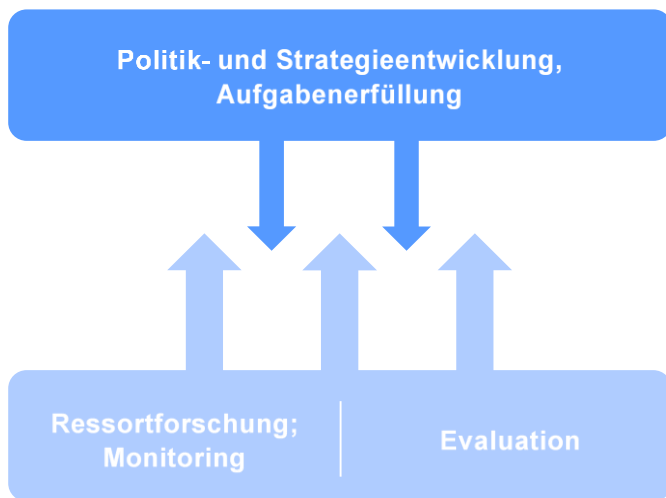 Politik- und Strategieentwicklung,
Aufgabenerfüllung
Ressortforschung;
Monitoring
Evaluation